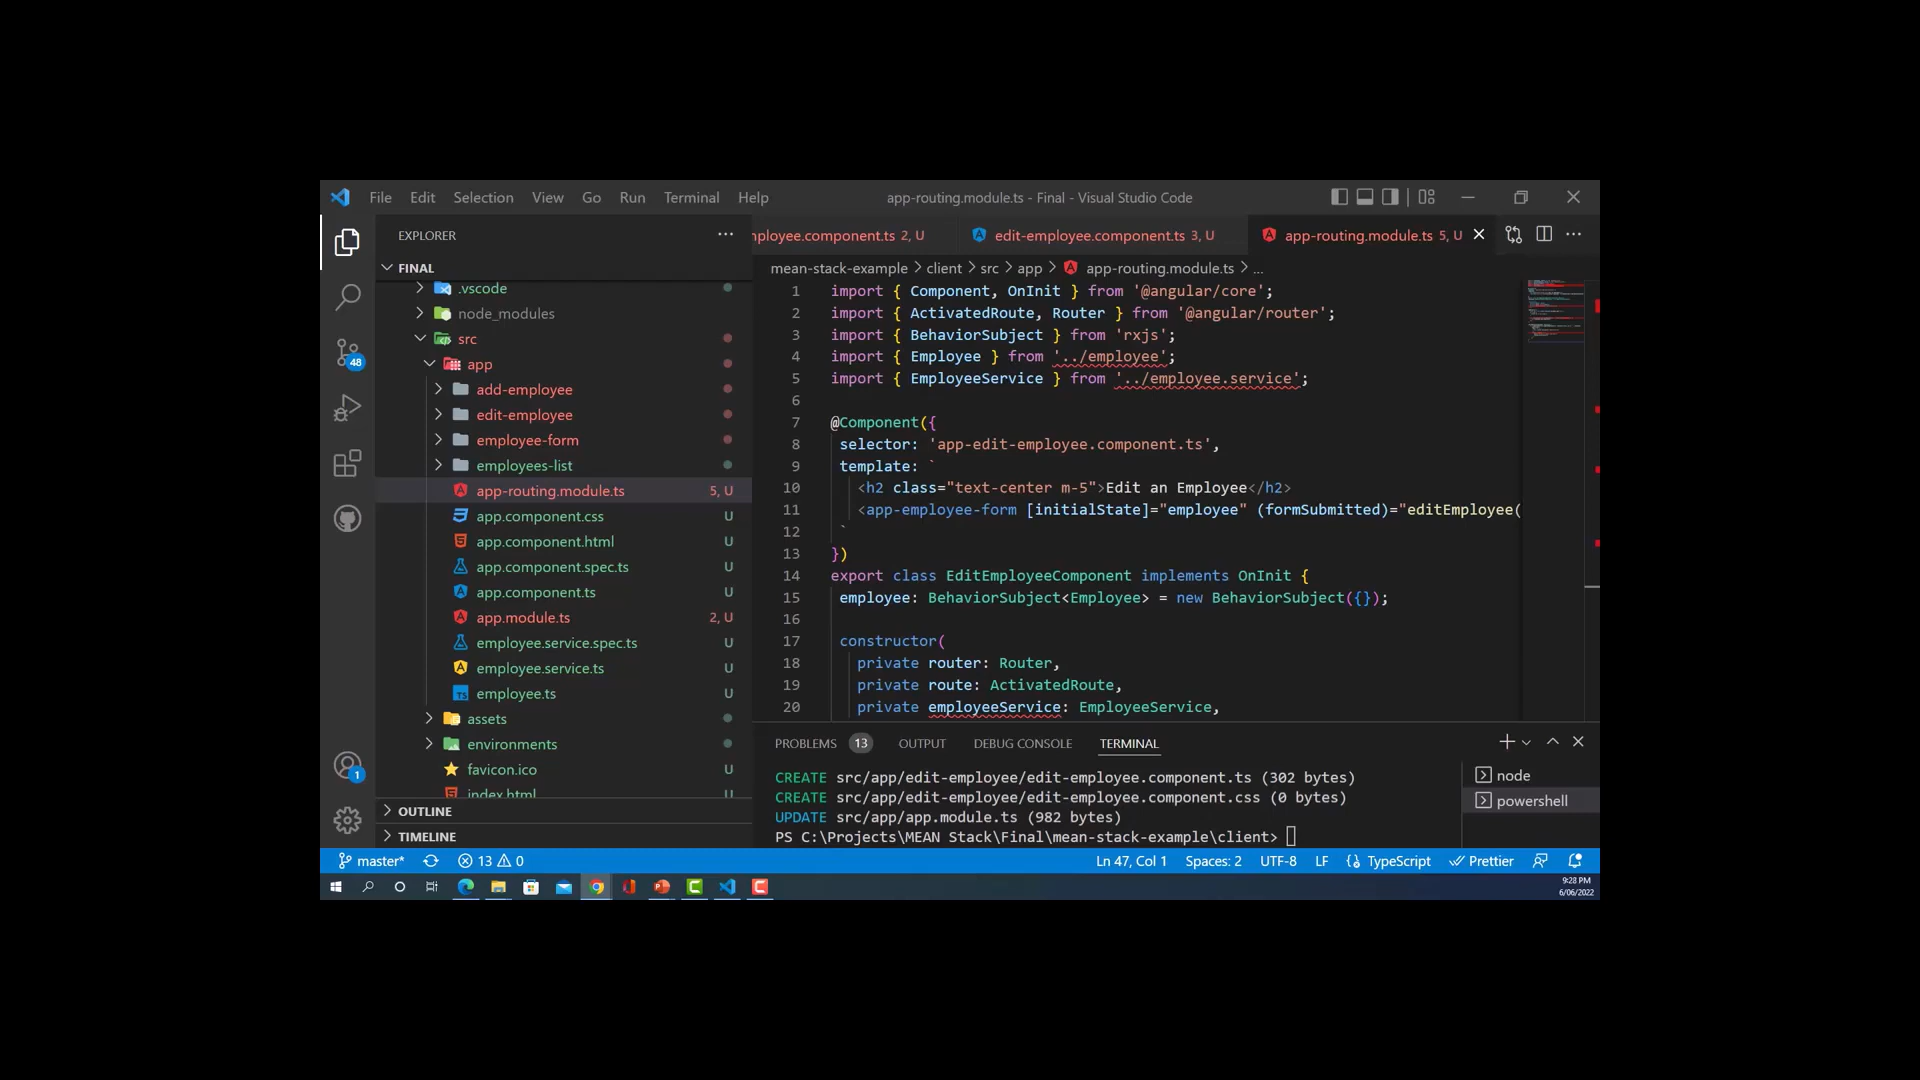 File Edit Selection View Go Run Terminal Help app-routing.module.ts - Final - Visual Studio Code
EXPLORER
FINAL
.vscode
node_modules
src
app
add-employee
edit-employee
employee-form
employees-list
app-routing.module.ts 5, U
app.component.css U
app.component.html U
app.component.spec.ts U
app.component.ts U
app.module.ts 2, U
employee.service.spec.ts U
employee.service.ts U
employee.ts U
assets
environments
favicon.ico U
index.html U
OUTLINE
TIMELINE
48
1
mployee.component.ts 2, U edit-employee.component.ts 3, U app-routing.module.ts 5, U
mean-stack-example > client > src > app > app-routing.module.ts > ...
1 import { Component, OnInit } from '@angular/core';
2 import { ActivatedRoute, Router } from '@angular/router';
3 import { BehaviorSubject } from 'rxjs';
4 import { Employee } from '../employee';
5 import { EmployeeService } from '../employee.service';
6
7 @Component({
8 selector: 'app-edit-employee.component.ts',
9 template: `
10 <h2 class="text-center m-5">Edit an Employee</h2>
11 <app-employee-form [initialState]="employee" (formSubmitted)="editEmployee(
12 `
13 })
14 export class EditEmployeeComponent implements OnInit {
15 employee: BehaviorSubject<Employee> = new BehaviorSubject({});
16
17 constructor(
18 private router: Router,
19 private route: ActivatedRoute,
20 private employeeService: EmployeeService,
PROBLEMS 13 OUTPUT DEBUG CONSOLE TERMINAL
CREATE src/app/edit-employee/edit-employee.component.ts (302 bytes)
CREATE src/app/edit-employee/edit-employee.component.css (0 bytes)
UPDATE src/app/app.module.ts (982 bytes)
PS C:\Projects\MEAN Stack\Final\mean-stack-example\client>
node
powershell
master* 13 0 Ln 47, Col 1 Spaces: 2 UTF-8 LF TypeScript Prettier
9:28 PM
6/06/2022